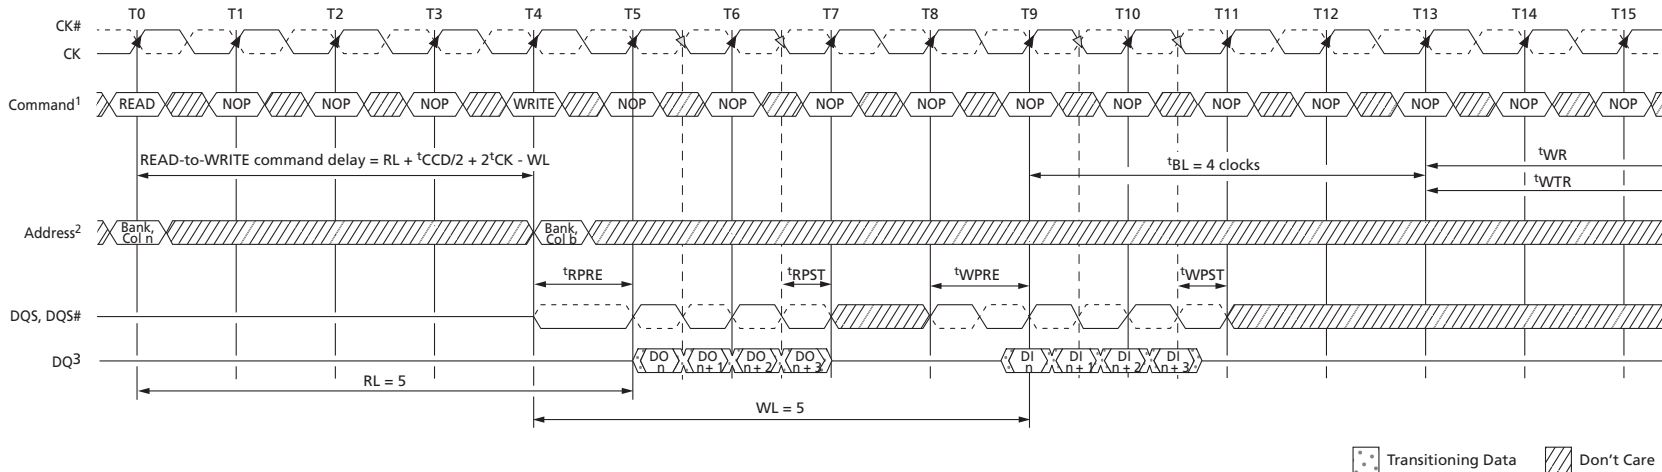 T0 T1 T2 T3 T4 T5 T6 T7 T8 T9 T10 T11 T12 T13 T14 T15
CK#
CK
Command1 READ NOP NOP NOP WRITE NOP NOP NOP NOP NOP NOP NOP NOP NOP NOP NOP
READ-to-WRITE command delay = RL + tCCD/2 + 2tCK - WL
tBL = 4 clocks
tWR
tWTR
Address2 Bank, Col n Bank, Col b
tRPRE tRPST tWPRE tWPST
DQS, DQS#
DQ3 DO n DO n + 1 DO n + 2 DO n + 3 DI n DI n + 1 DI n + 2 DI n + 3
RL = 5
WL = 5
Transitioning Data Don't Care